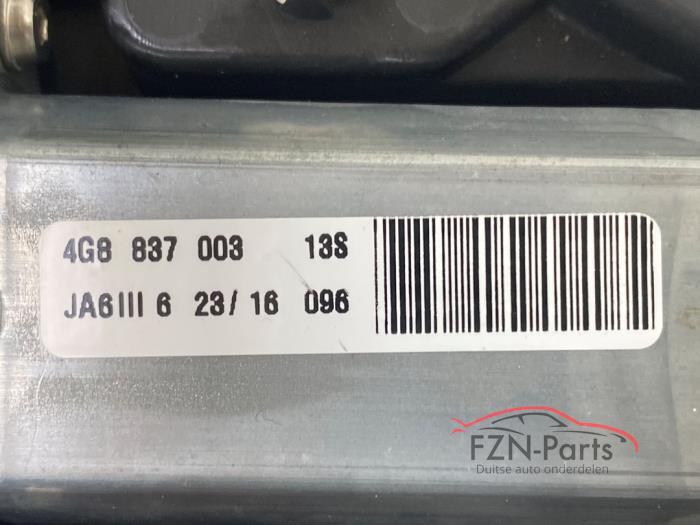 4G8 837 003 13S
JA6III 6 23/16 096
FZN-Parts
Duitse auto onderdelen